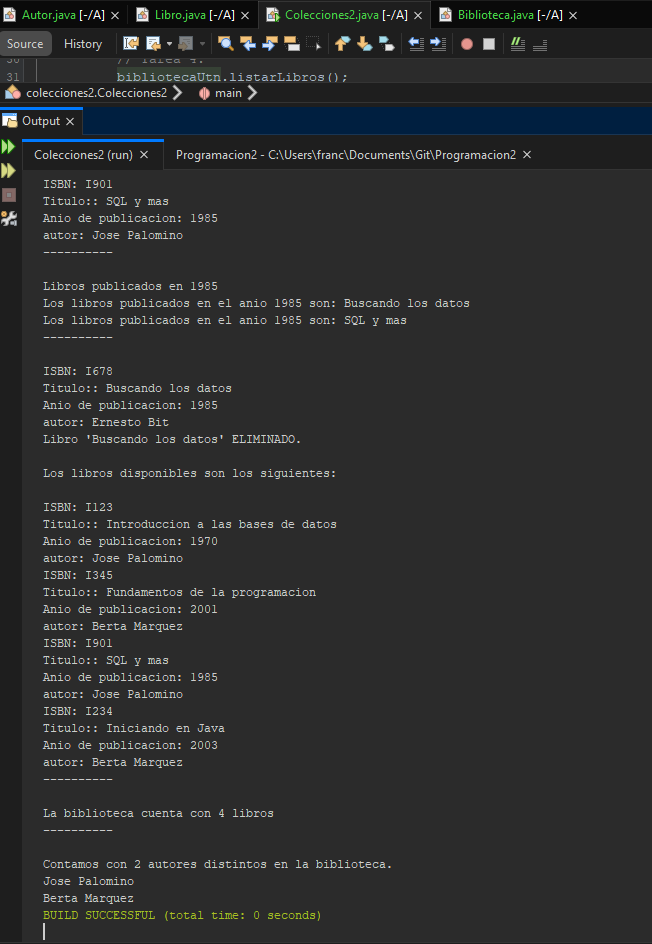 Autor.java [-/A]
Libro.java [-/A]
Colecciones2.java [-/A]
Biblioteca.java [-/A]
Source
History
30 // Tarea 4.
31 bibliotecaUtn.listarLibros();
colecciones2.Colecciones2
main
Output
Colecciones2 (run)
Programacion2 - C:\Users\franc\Documents\Git\Programacion2
ISBN: I901
Titulo:: SQL y mas
Anio de publicacion: 1985
autor: Jose Palomino
----------
Libros publicados en 1985
Los libros publicados en el anio 1985 son: Buscando los datos
Los libros publicados en el anio 1985 son: SQL y mas
----------
ISBN: I678
Titulo:: Buscando los datos
Anio de publicacion: 1985
autor: Ernesto Bit
Libro 'Buscando los datos' ELIMINADO.
Los libros disponibles son los siguientes:
ISBN: I123
Titulo:: Introduccion a las bases de datos
Anio de publicacion: 1970
autor: Jose Palomino
ISBN: I345
Titulo:: Fundamentos de la programacion
Anio de publicacion: 2001
autor: Berta Marquez
ISBN: I901
Titulo:: SQL y mas
Anio de publicacion: 1985
autor: Jose Palomino
ISBN: I234
Titulo:: Iniciando en Java
Anio de publicacion: 2003
autor: Berta Marquez
----------
La biblioteca cuenta con 4 libros
----------
Contamos con 2 autores distintos en la biblioteca.
Jose Palomino
Berta Marquez
BUILD SUCCESSFUL (total time: 0 seconds)